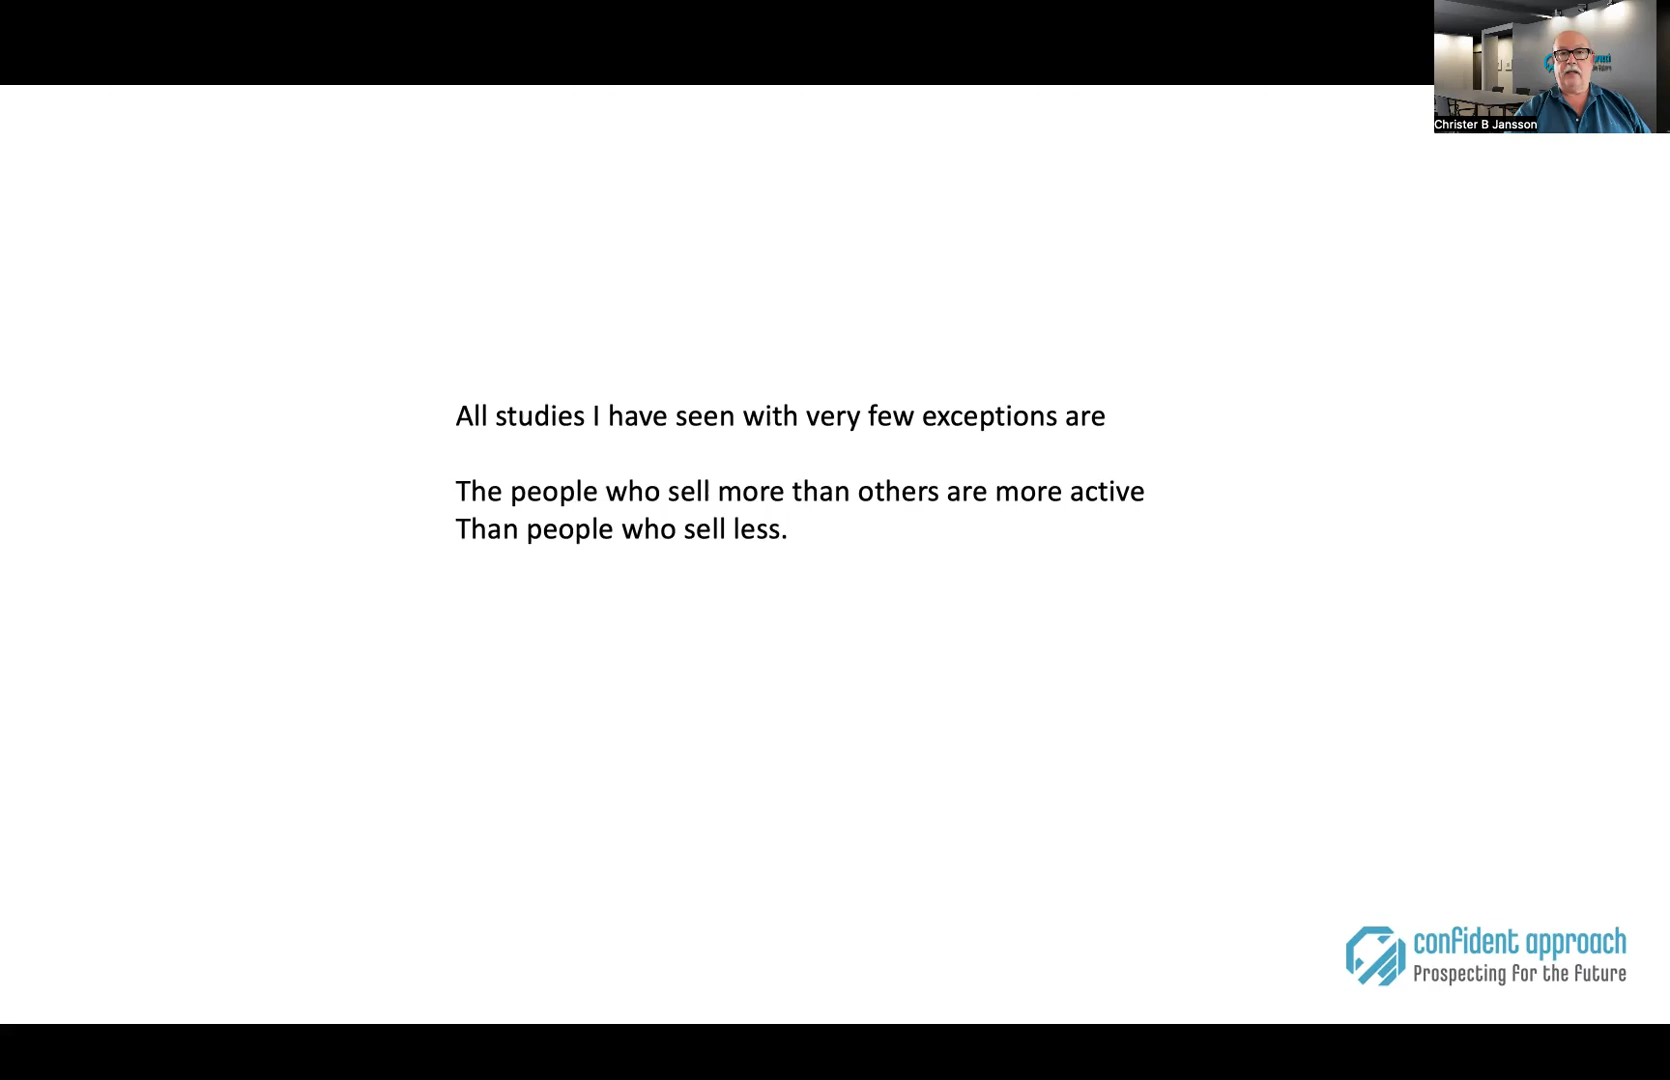 Christer B Jansson
All studies I have seen with very few exceptions are
The people who sell more than others are more active
Than people who sell less.
confident approach
Prospecting for the future